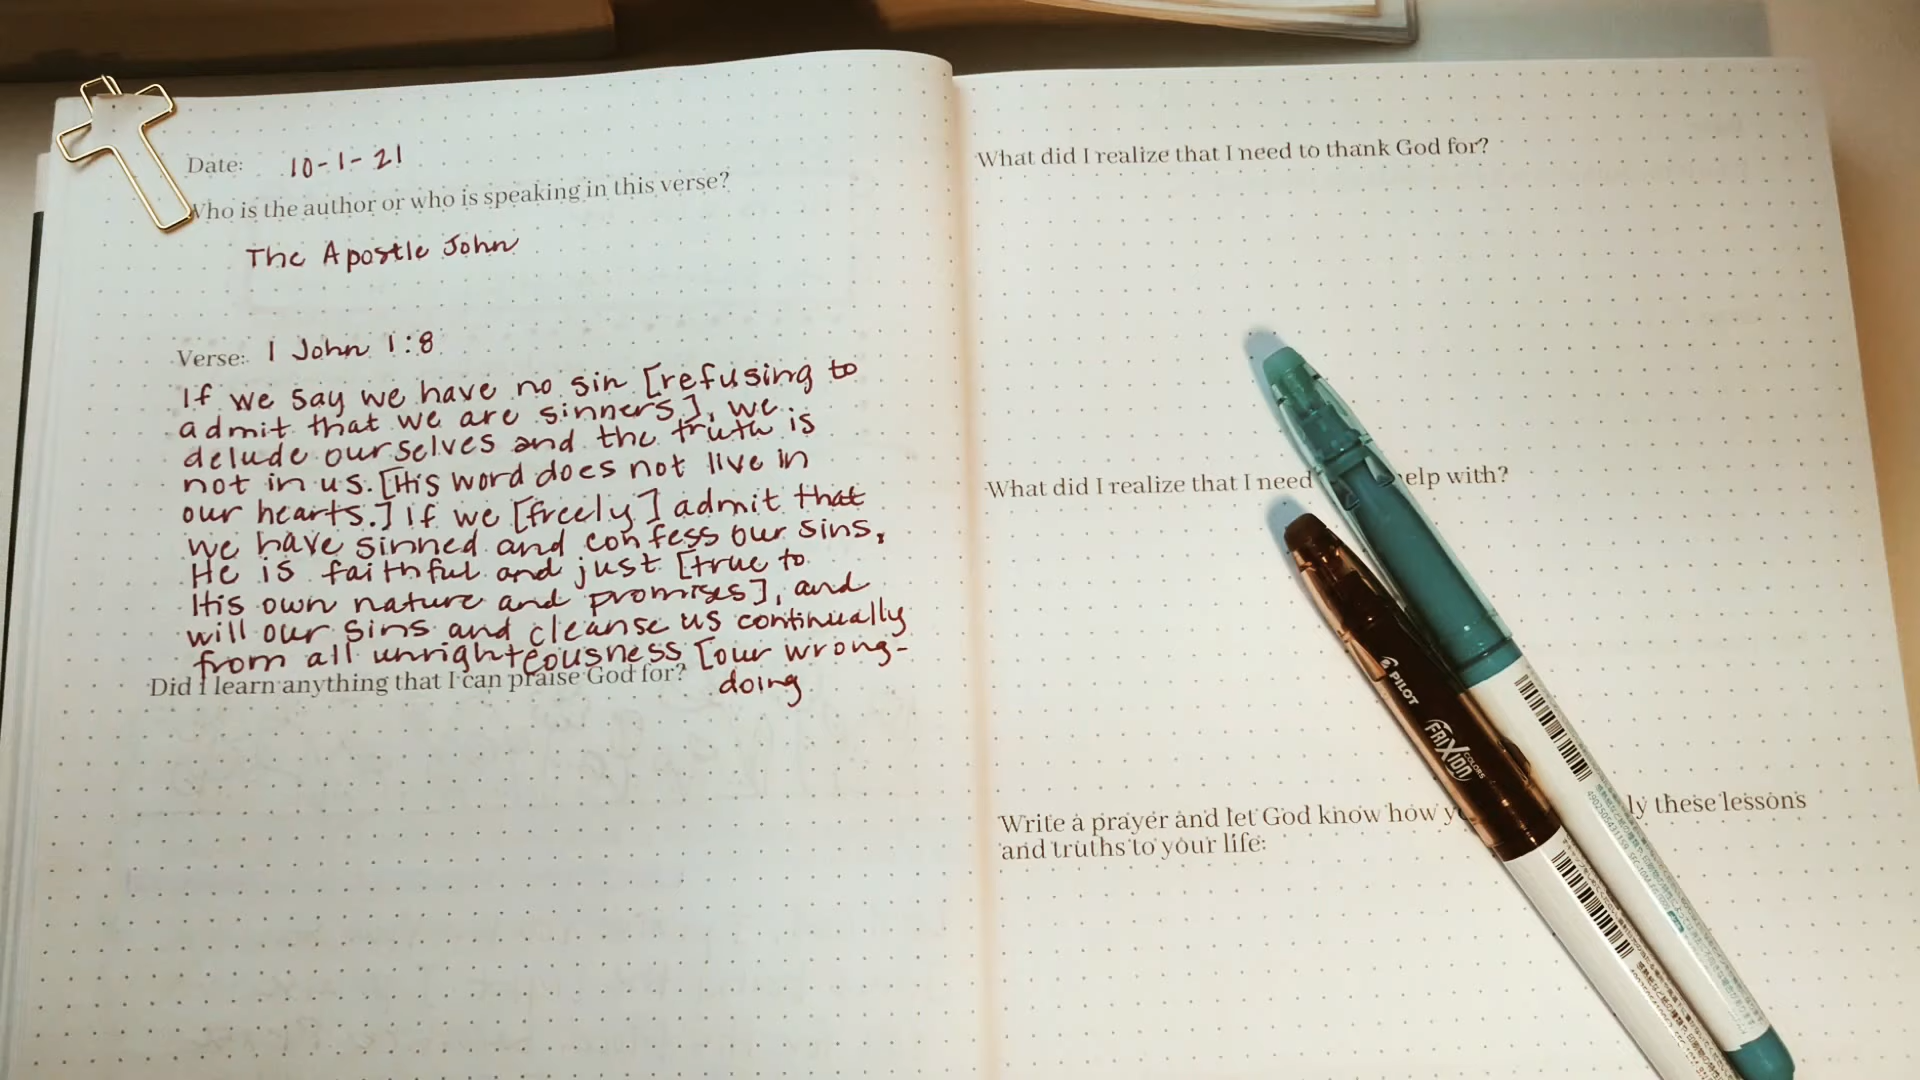 Date: 10-1-21
Who is the author or who is speaking in this verse?
The Apostle John
Verse: 1 John 1:8
If we say we have no sin [refusing to
admit that we are sinners], we
delude ourselves and the truth is
not in us. [His word does not live in
our hearts.] If we [freely] admit that
we have sinned and confess our sins,
He is faithful and just [true to
His own nature and promises], and
will our sins and cleanse us continually
from all unrighteousness [our wrong-
doing
Did I learn anything that I can praise God for?
What did I realize that I need to thank God for?
What did I realize that I need help with?
Write a prayer and let God know how ly these lessons
and truths to your life:
PILOT
FRIXION
COLORS